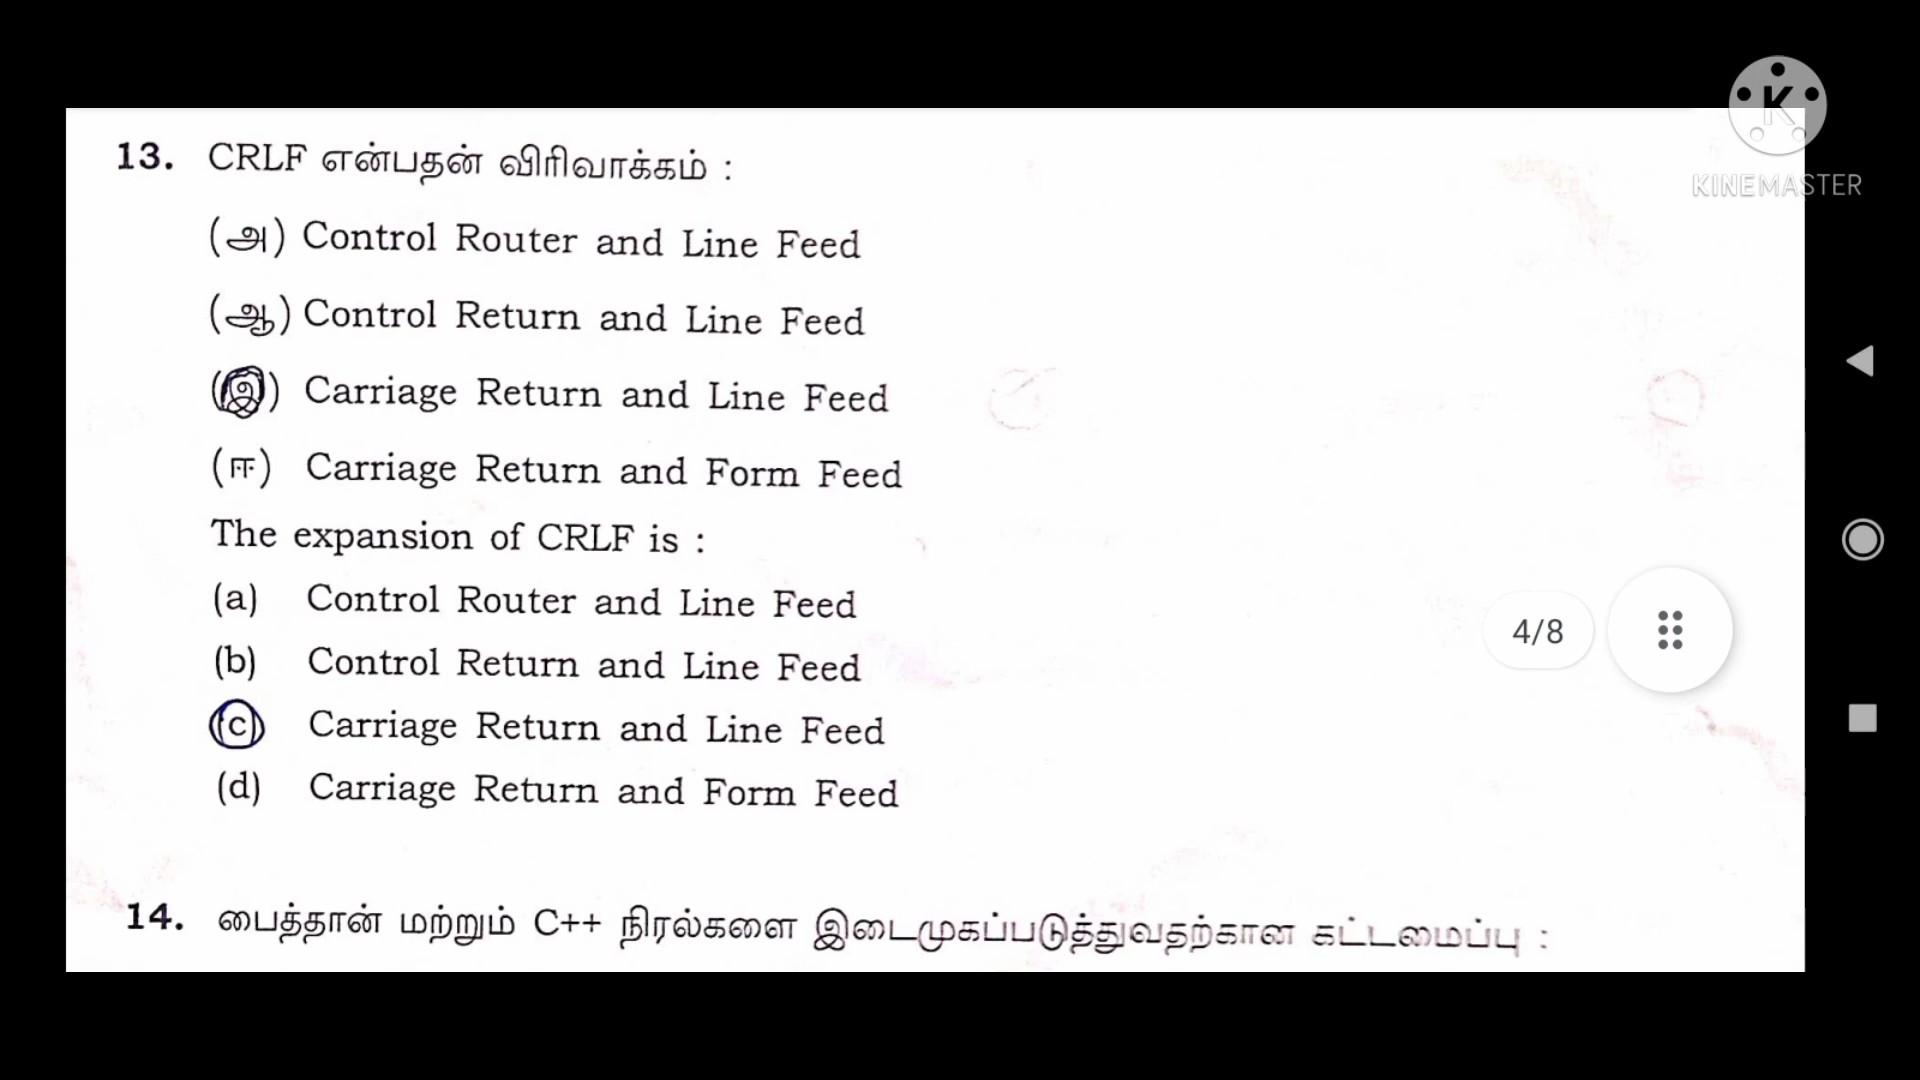 K
KINEMASTER
13. CRLF என்பதன் விரிவாக்கம் :
(அ) Control Router and Line Feed
(ஆ) Control Return and Line Feed
(இ) Carriage Return and Line Feed
(ஈ) Carriage Return and Form Feed
The expansion of CRLF is :
(a) Control Router and Line Feed
(b) Control Return and Line Feed
(c) Carriage Return and Line Feed
(d) Carriage Return and Form Feed
4/8
14. பைத்தான் மற்றும் C++ நிரல்களை இடைமுகப்படுத்துவதற்கான கட்டமைப்பு :